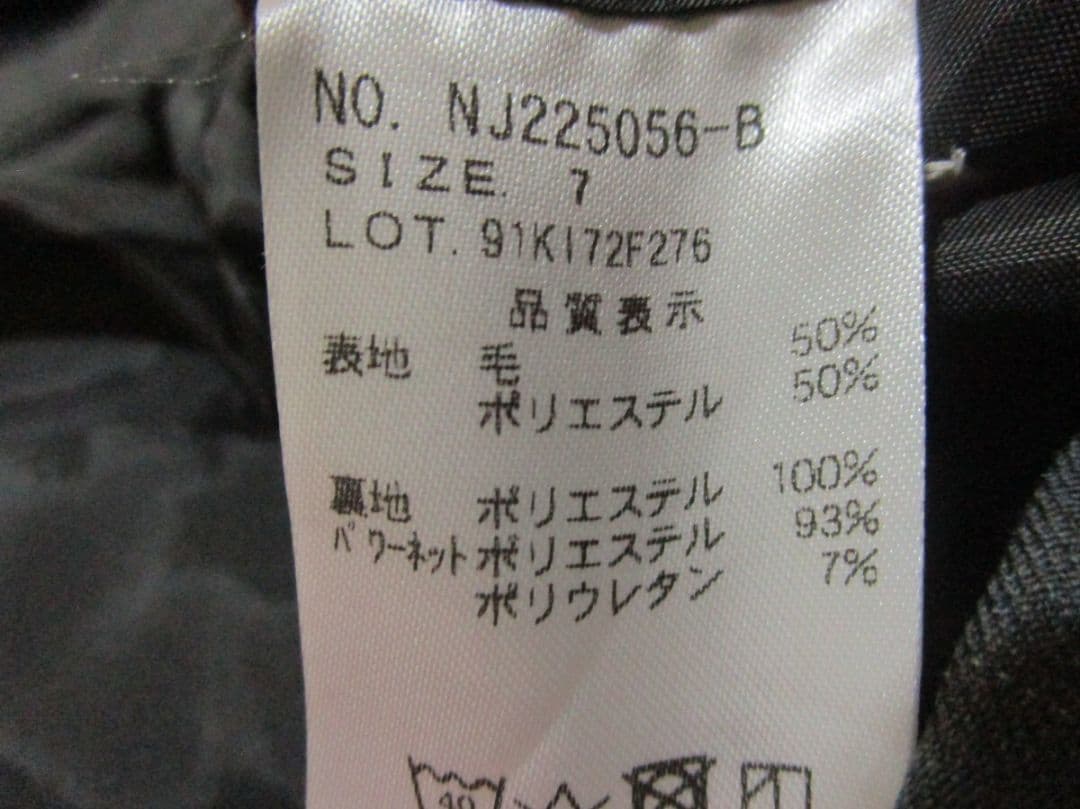 NO. NJ225056-B
SIZE. 7
LOT. 91K172F276
品質表示
表地 毛 50%
ポリエステル 50%
裏地 ポリエステル 100%
パワーネット ポリエステル 93%
ポリウレタン 7%
40